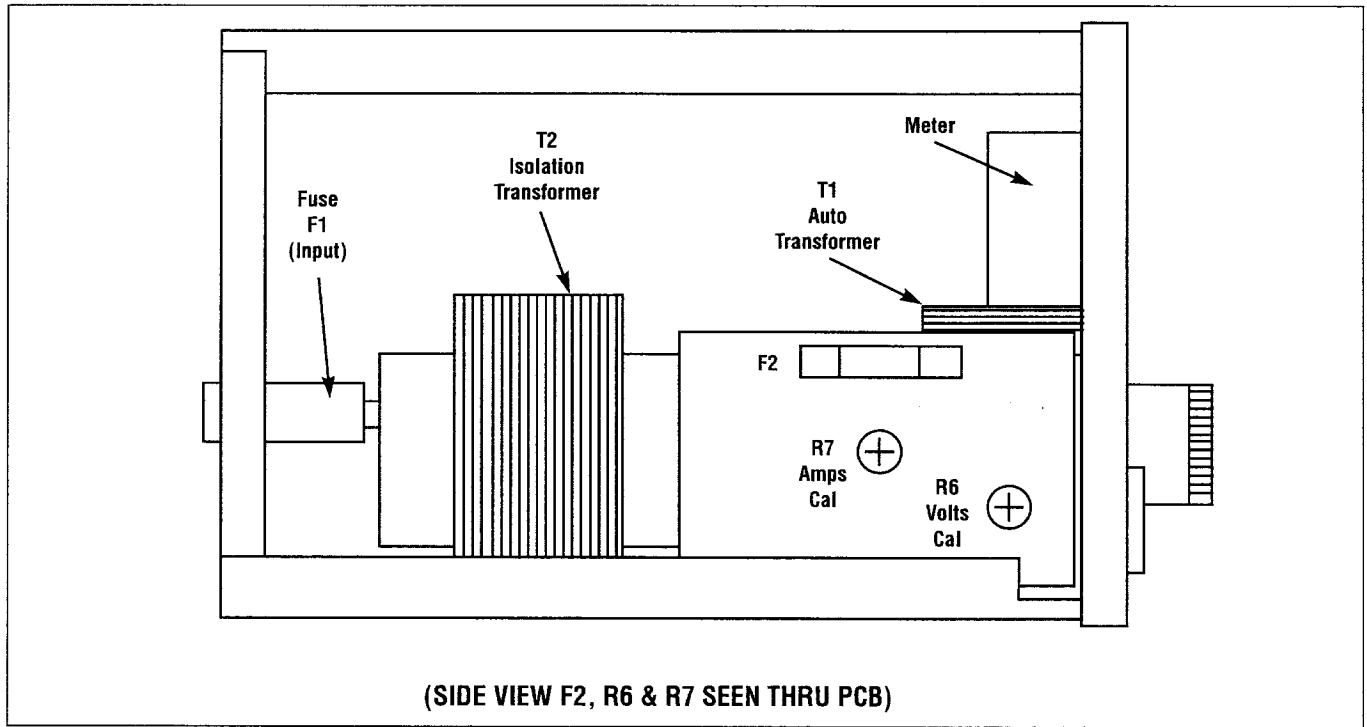 Meter
T2
Isolation
Transformer
T1
Auto
Transformer
Fuse
F1
(Input)
F2
R7
Amps
Cal
R6
Volts
Cal
(SIDE VIEW F2, R6 & R7 SEEN THRU PCB)